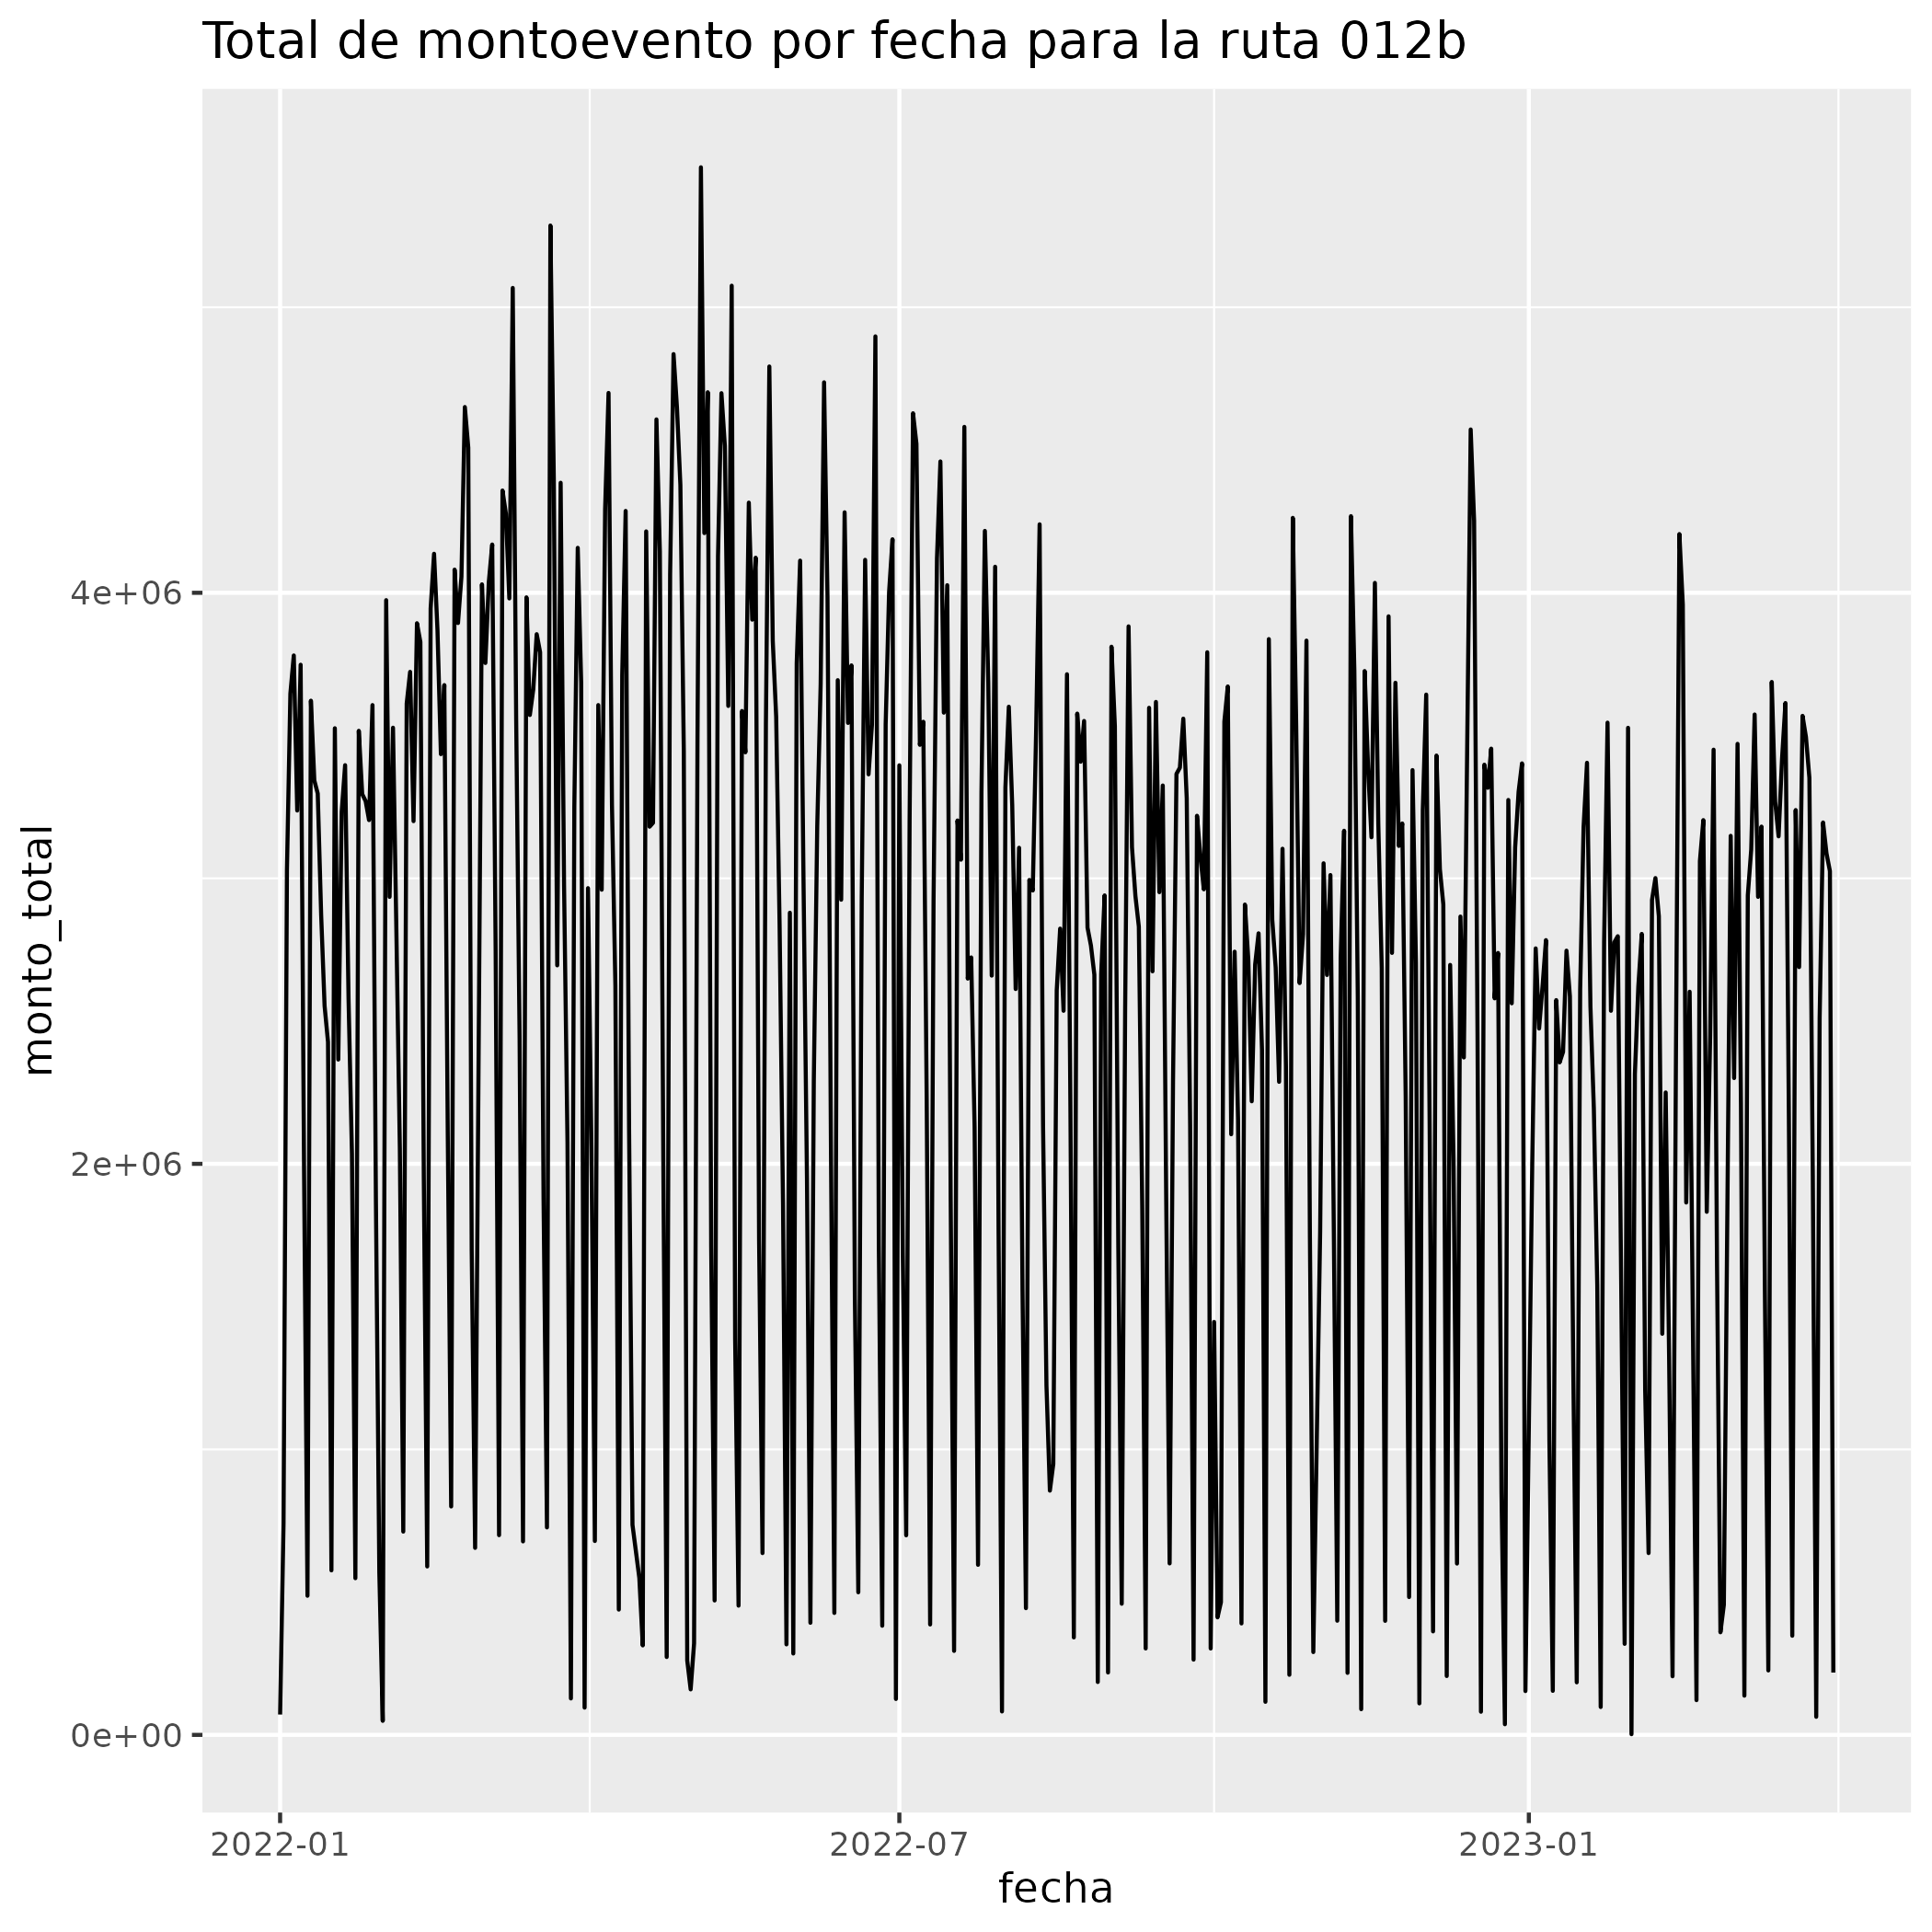 Total de montoevento por fecha para la ruta 012b
monto_total
4e+06
2e+06
0e+00
2022-01
2022-07
2023-01
fecha